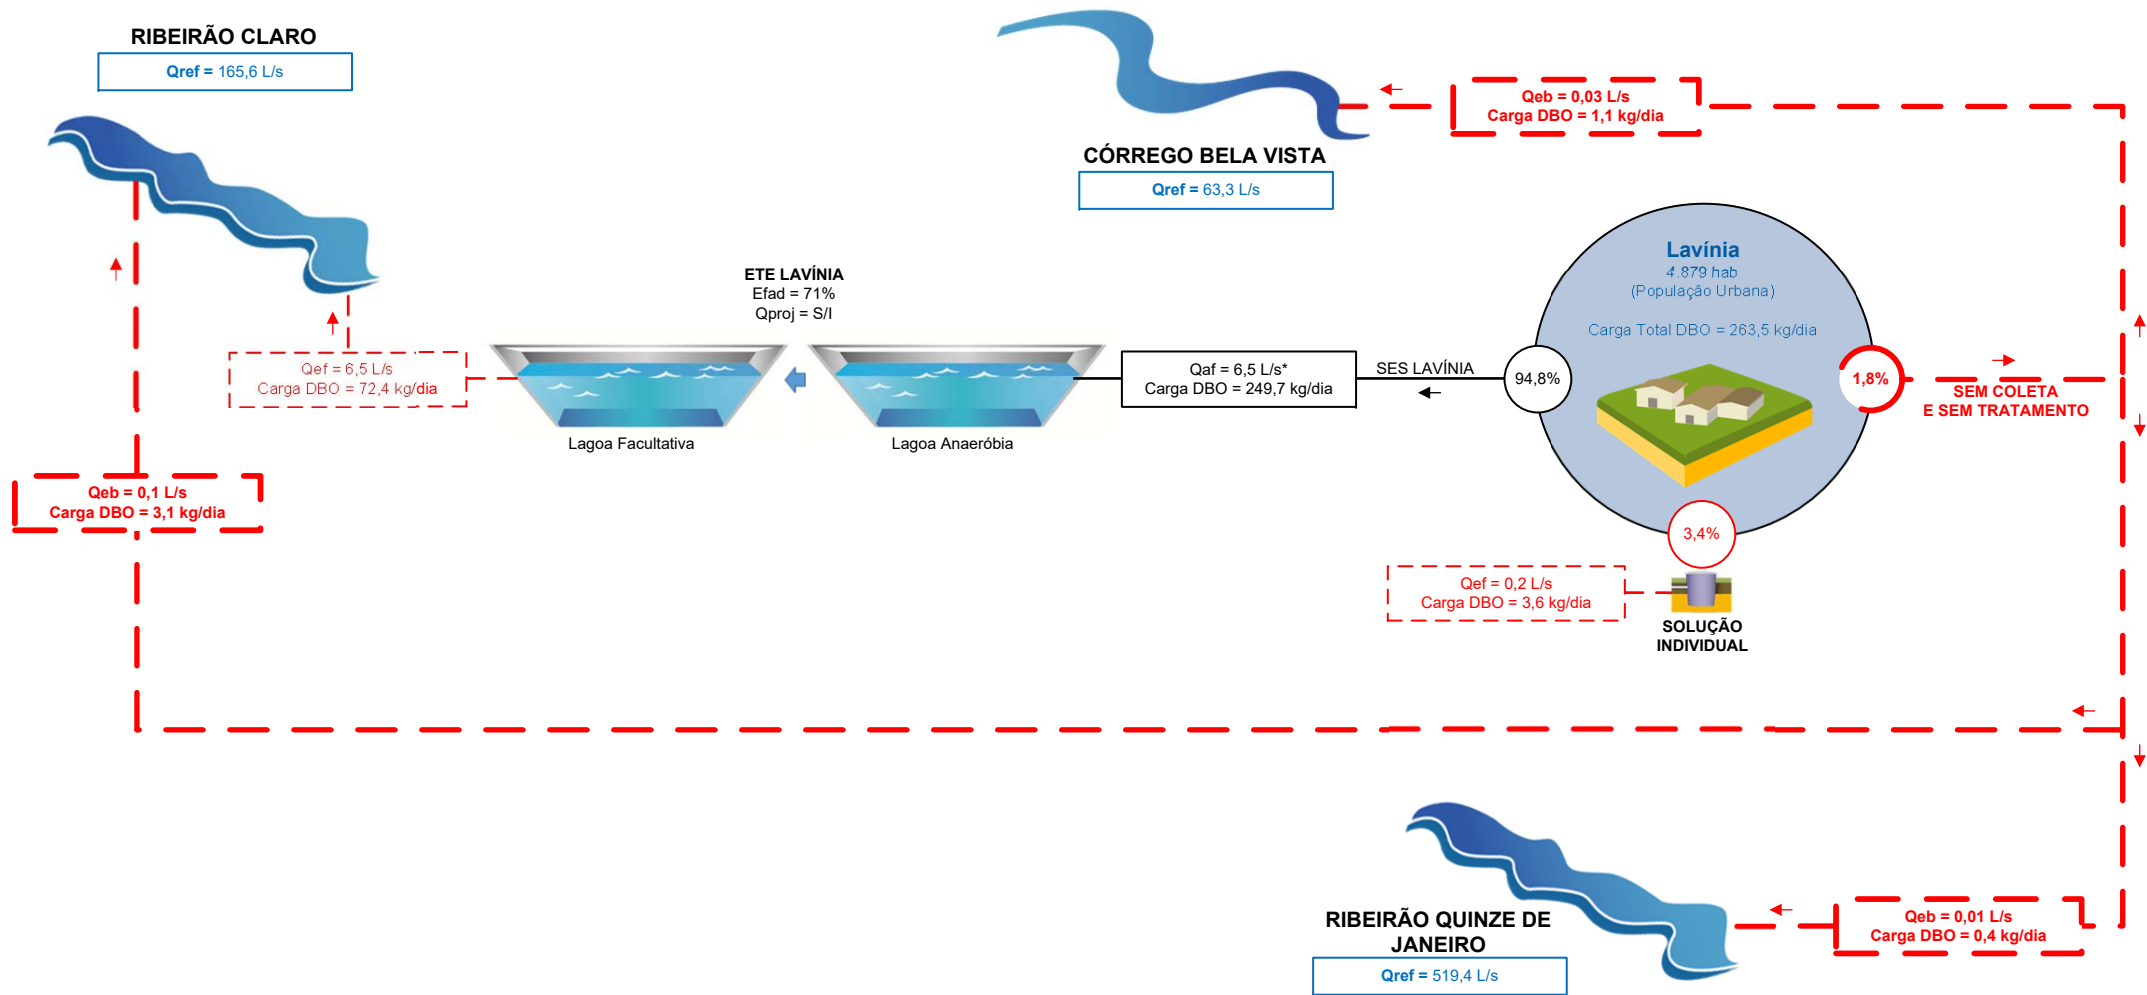 RIBEIRÃO CLARO
Qref = 165,6 L/s
CÓRREGO BELA VISTA
Qref = 63,3 L/s
Qeb = 0,03 L/s
Carga DBO = 1,1 kg/dia
Lavínia
4.879 hab
(População Urbana)
Carga Total DBO = 263,5 kg/dia
ETE LAVÍNIA
Efad = 71%
Qproj = S/I
Qef = 6,5 L/s
Carga DBO = 72,4 kg/dia
Lagoa Facultativa
Lagoa Anaeróbia
Qaf = 6,5 L/s*
Carga DBO = 249,7 kg/dia
SES LAVÍNIA
94,8%
1,8%
SEM COLETA
E SEM TRATAMENTO
Qeb = 0,1 L/s
Carga DBO = 3,1 kg/dia
3,4%
Qef = 0,2 L/s
Carga DBO = 3,6 kg/dia
SOLUÇÃO
INDIVIDUAL
RIBEIRÃO QUINZE DE
JANEIRO
Qref = 519,4 L/s
Qeb = 0,01 L/s
Carga DBO = 0,4 kg/dia